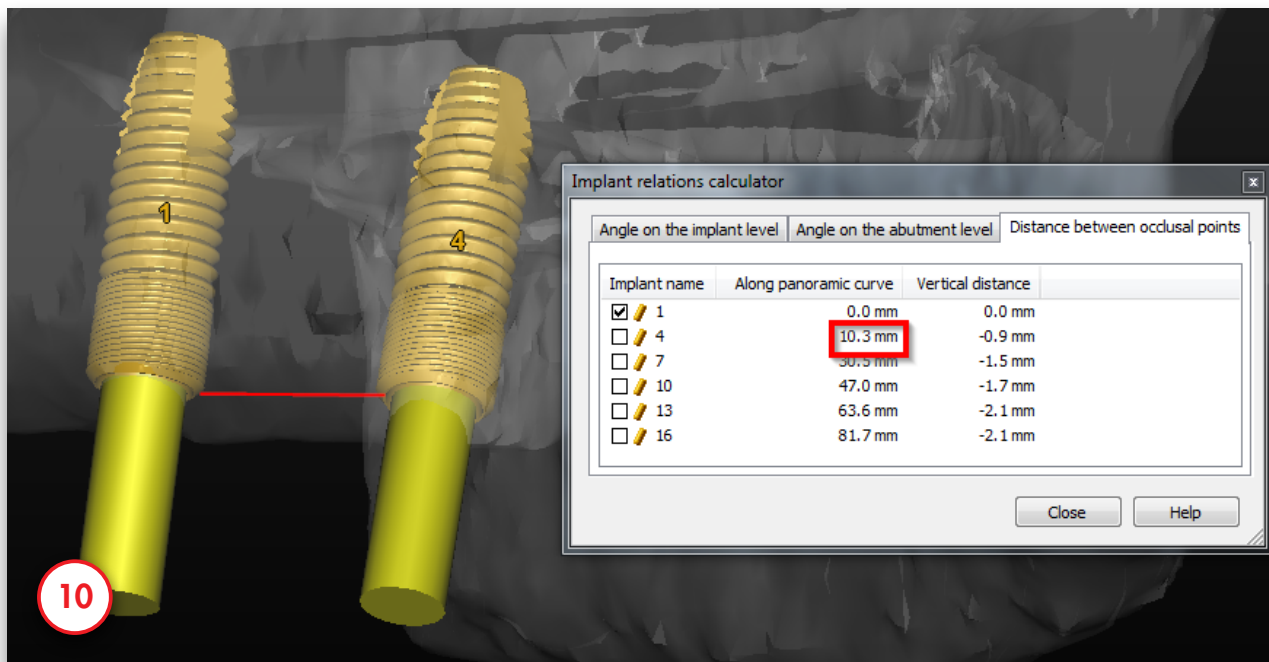 1
4
Implant relations calculator
Angle on the implant level Angle on the abutment level Distance between occlusal points
Implant name Along panoramic curve Vertical distance
1 0.0 mm 0.0 mm
4 10.3 mm -0.9 mm
7 30.5 mm -1.5 mm
10 47.0 mm -1.7 mm
13 63.6 mm -2.1 mm
16 81.7 mm -2.1 mm
Close Help
10